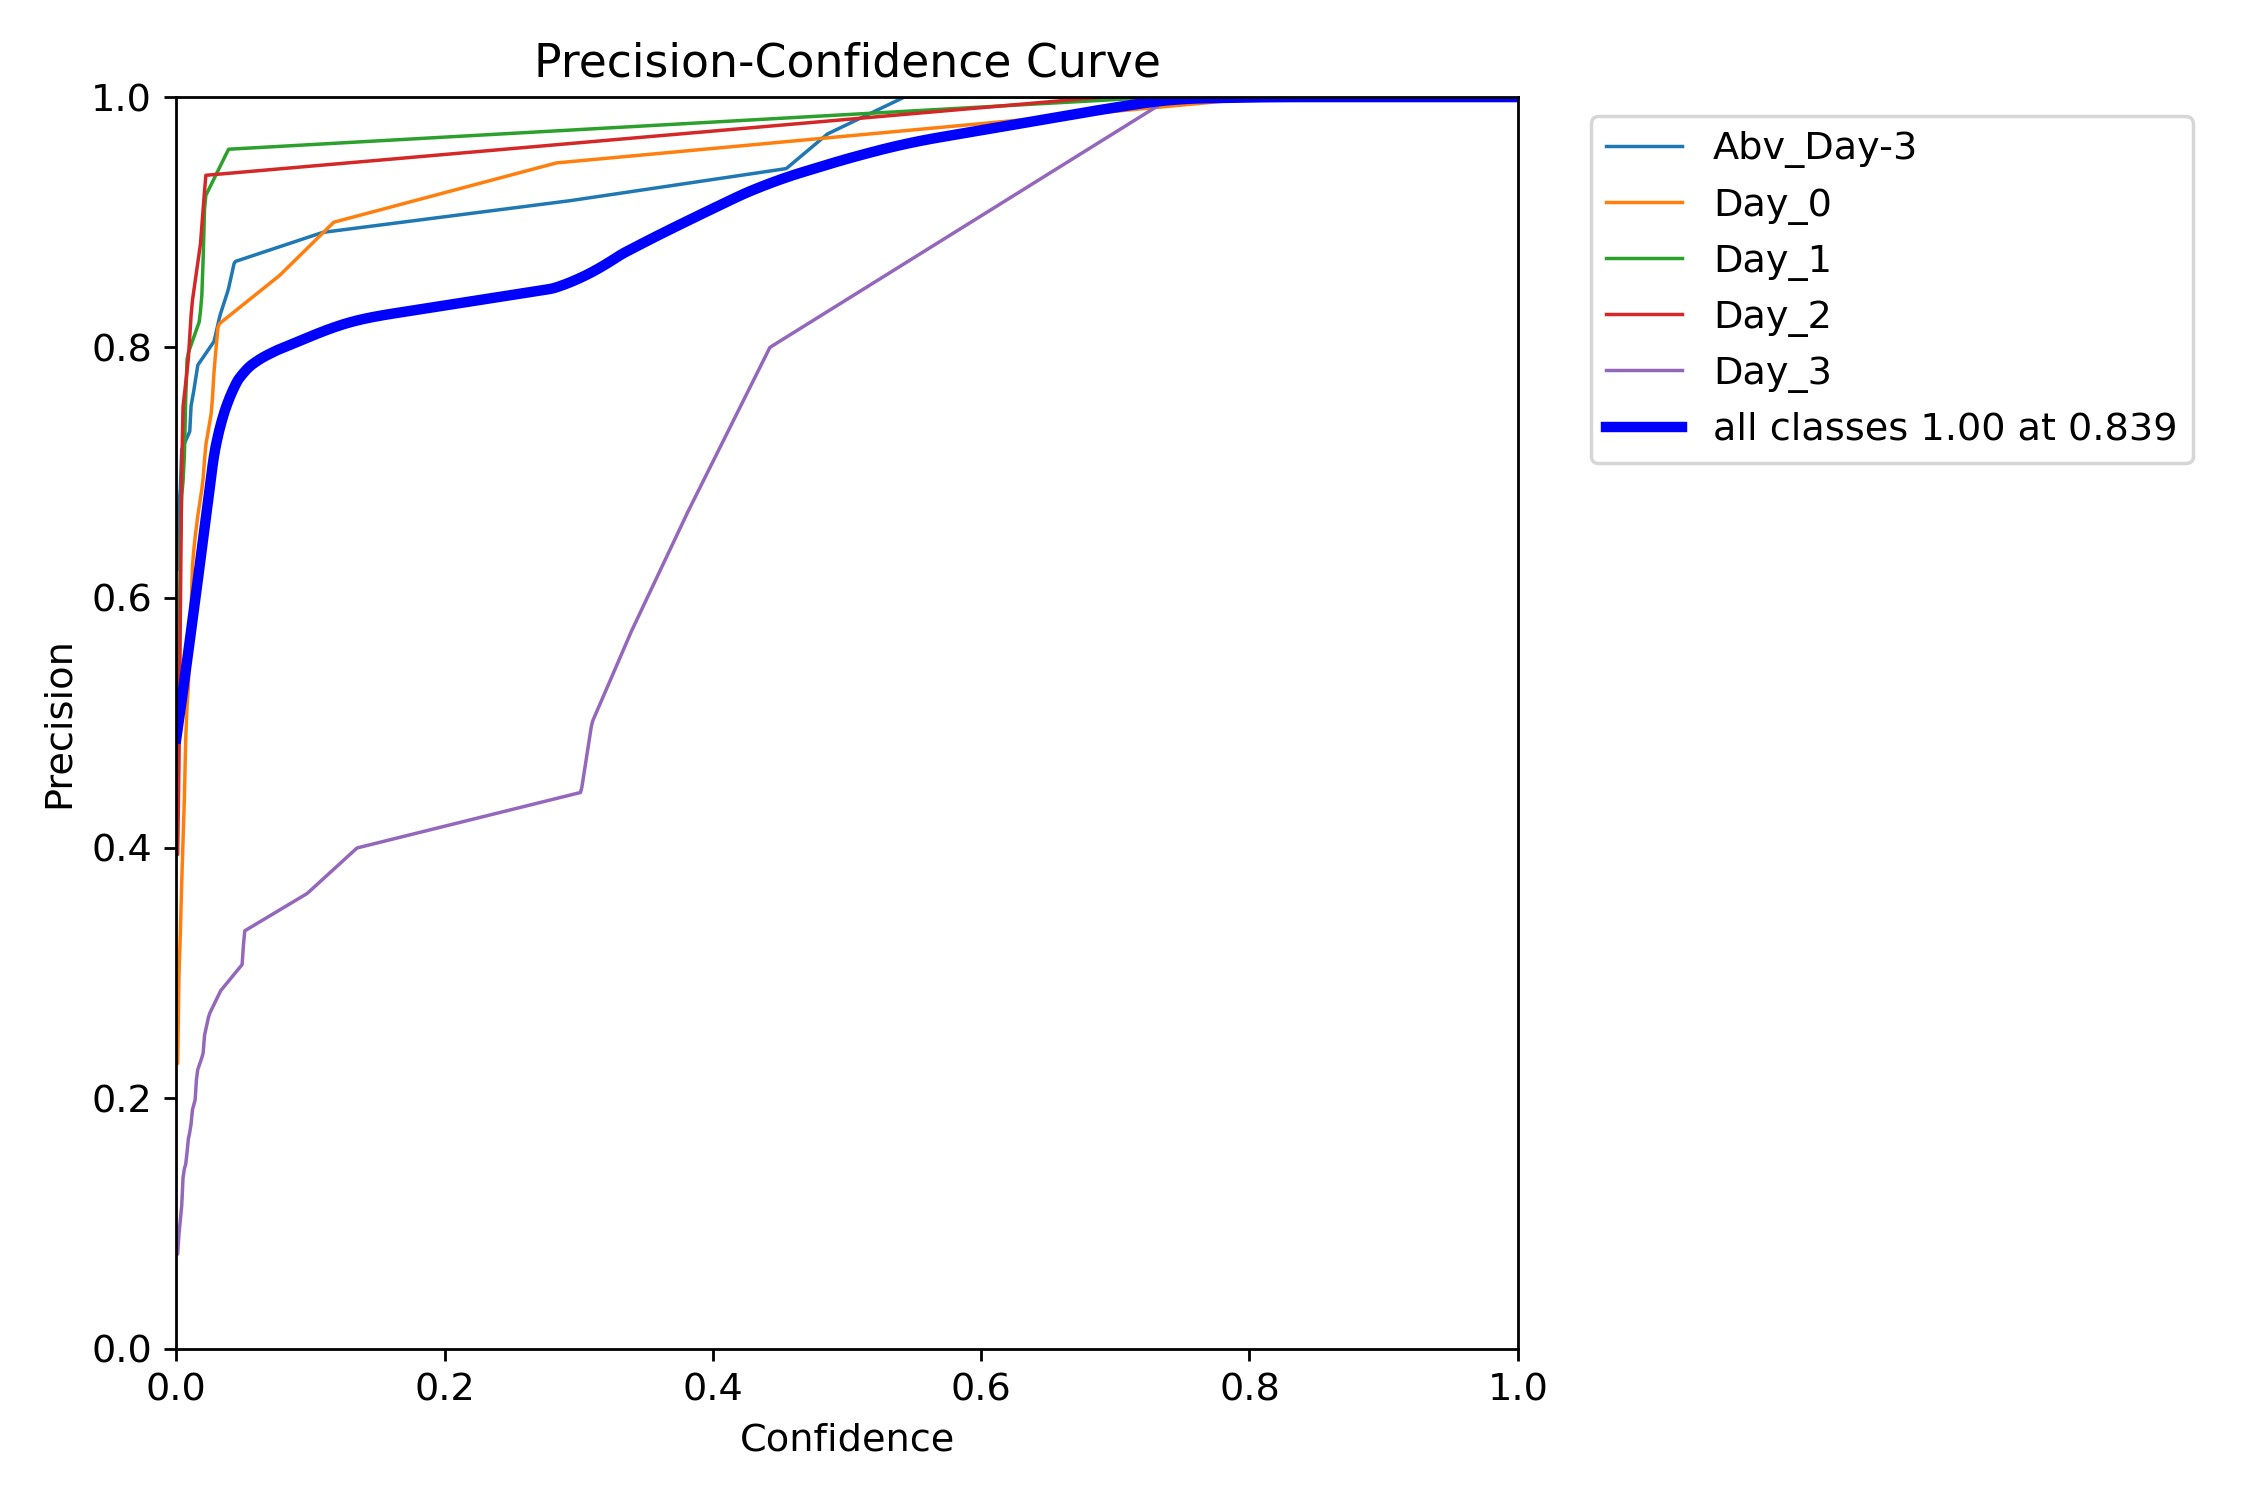 Precision-Confidence Curve
1.0
0.8
0.6
0.4
0.2
0.0
Precision
0.0 0.2 0.4 0.6 0.8 1.0
Confidence
Abv_Day-3
Day_0
Day_1
Day_2
Day_3
all classes 1.00 at 0.839